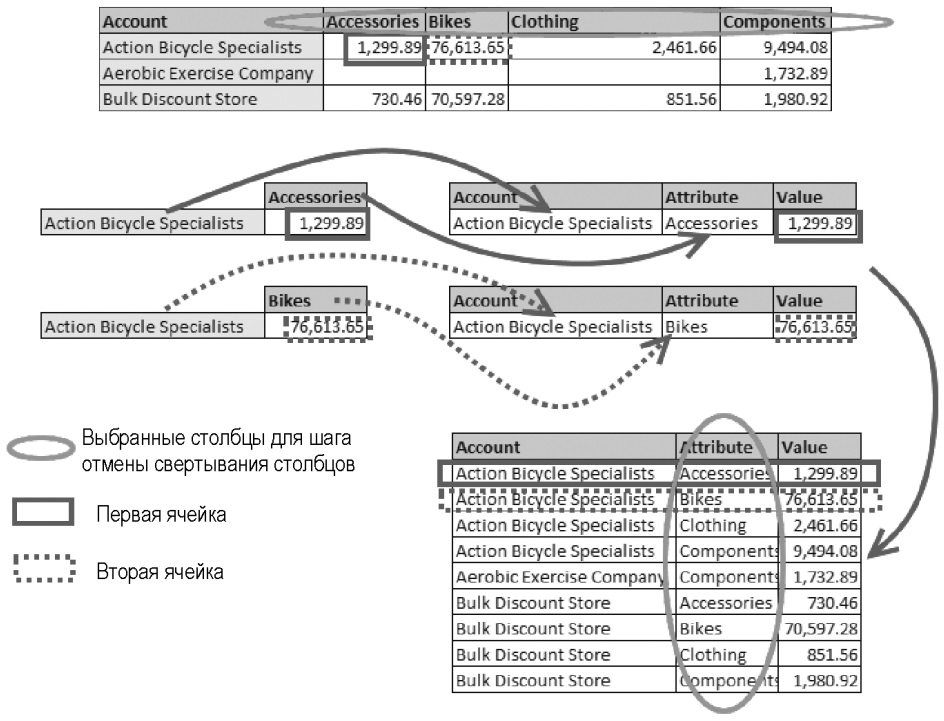 Account Accessories Bikes Clothing Components
Action Bicycle Specialists 1,299.89 76,613.65 2,461.66 9,494.08
Aerobic Exercise Company 1,732.89
Bulk Discount Store 730.46 70,597.28 851.56 1,980.92
Accessories
Action Bicycle Specialists 1,299.89
Account Attribute Value
Action Bicycle Specialists Accessories 1,299.89
Bikes
Action Bicycle Specialists 76,613.65
Account Attribute Value
Action Bicycle Specialists Bikes 76,613.65
Выбранные столбцы для шага
отмены свертывания столбцов
Первая ячейка
Вторая ячейка
Account Attribute Value
Action Bicycle Specialists Accessories 1,299.89
Action Bicycle Specialists Bikes 76,613.65
Action Bicycle Specialists Clothing 2,461.66
Action Bicycle Specialists Components 9,494.08
Aerobic Exercise Company Components 1,732.89
Bulk Discount Store Accessories 730.46
Bulk Discount Store Bikes 70,597.28
Bulk Discount Store Clothing 851.56
Bulk Discount Store Components 1,980.92